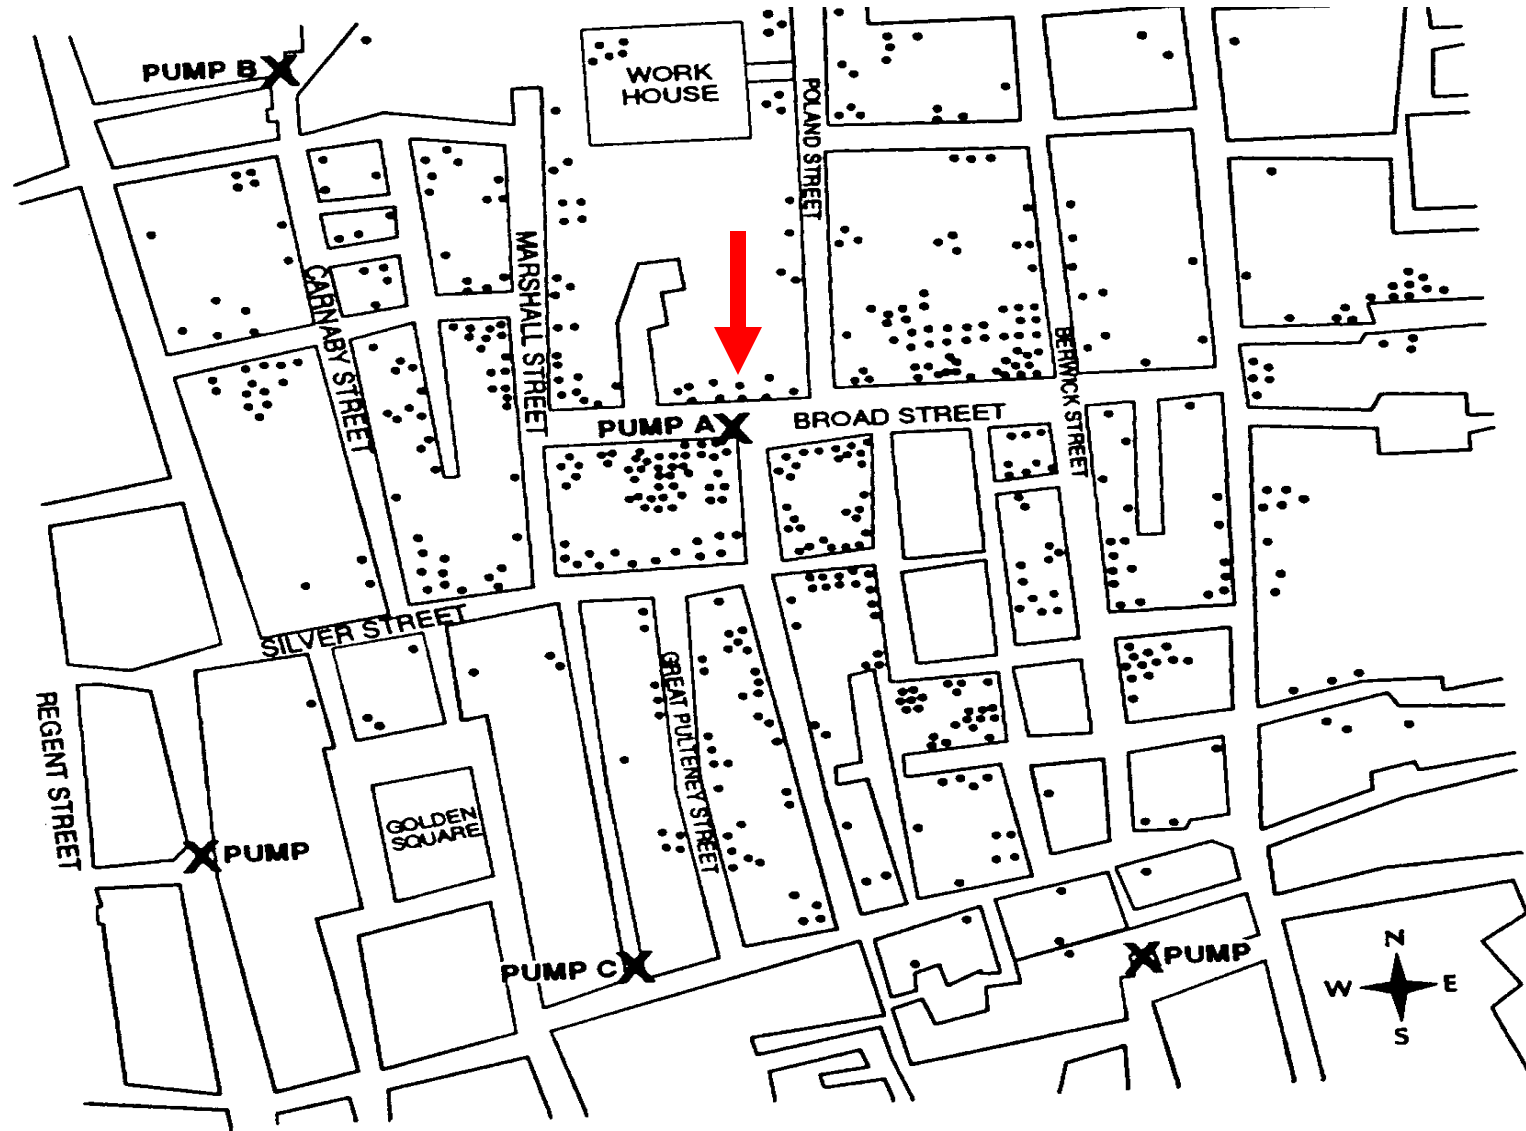 PUMP B
WORK
HOUSE
POLAND STREET
MARSHALL STREET
CARNABY STREET
BERWICK STREET
PUMP A
BROAD STREET
SILVER STREET
GREAT PULTENEY STREET
REGENT STREET
GOLDEN
SQUARE
PUMP
PUMP C
PUMP
N
W
E
S